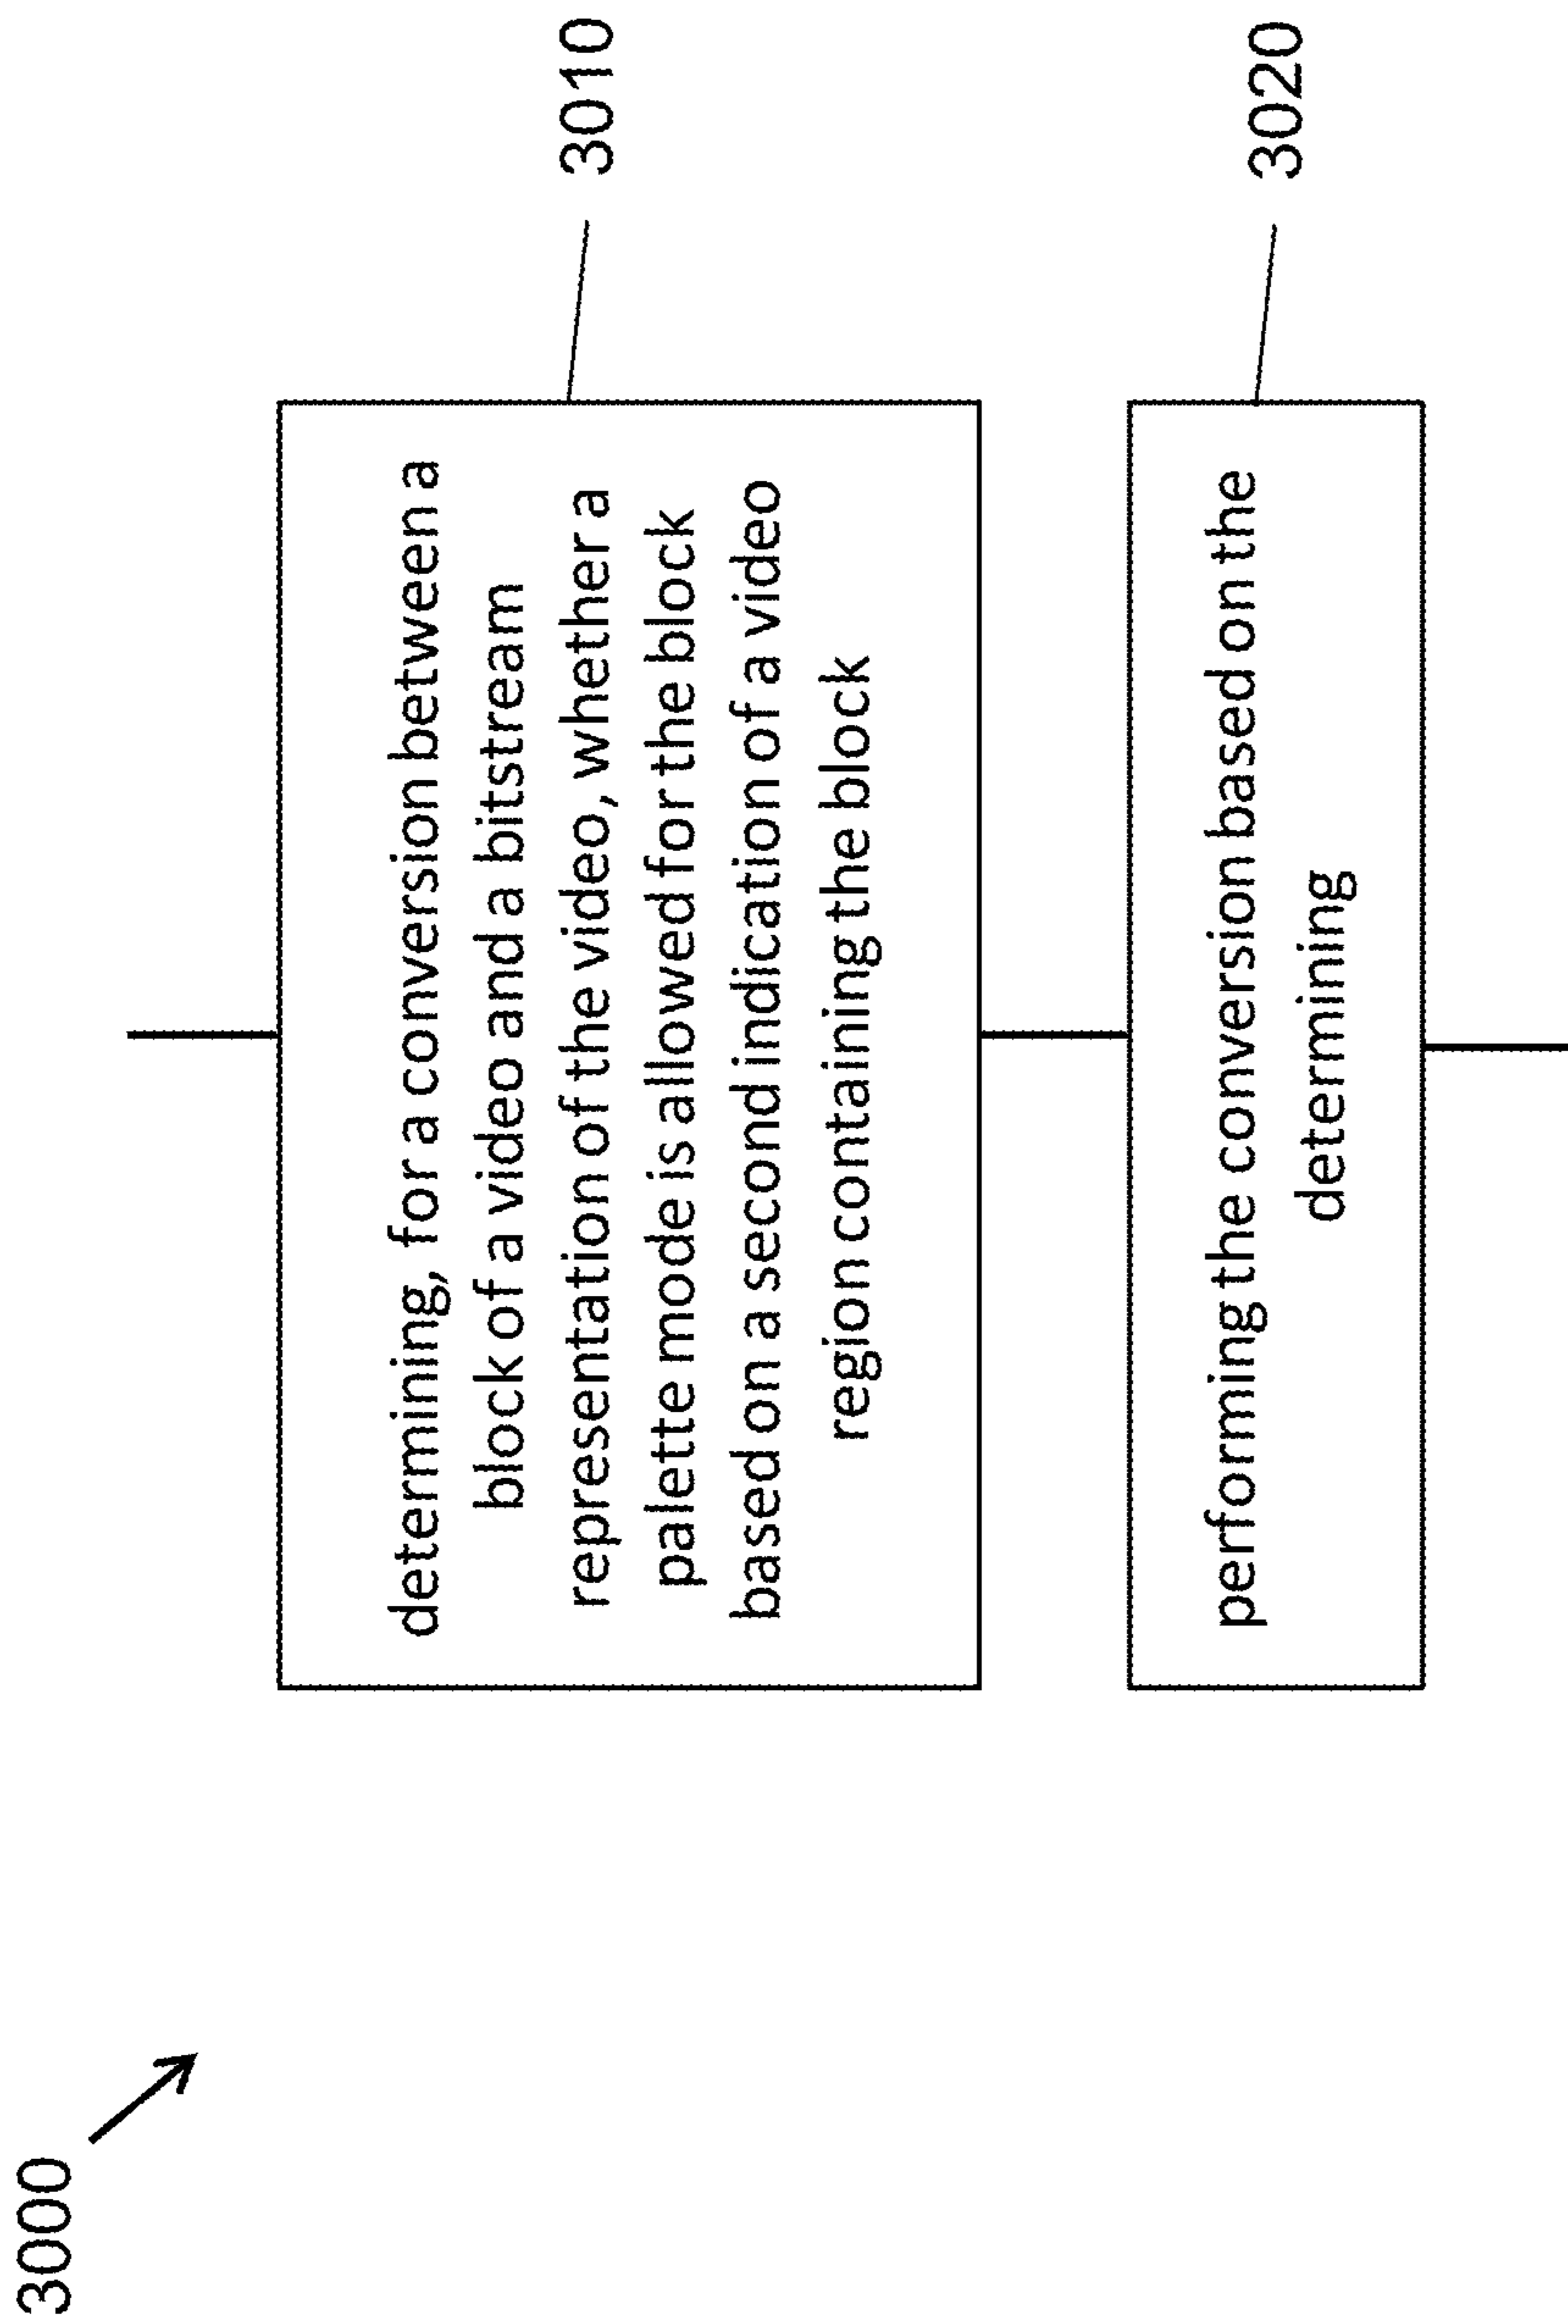 3000
determining, for a conversion between a
block of a video and a bitstream
representation of the video, whether a
palette mode is allowed for the block
based on a second indication of a video
region containing the block
3010
performing the conversion based on the
determining
3020